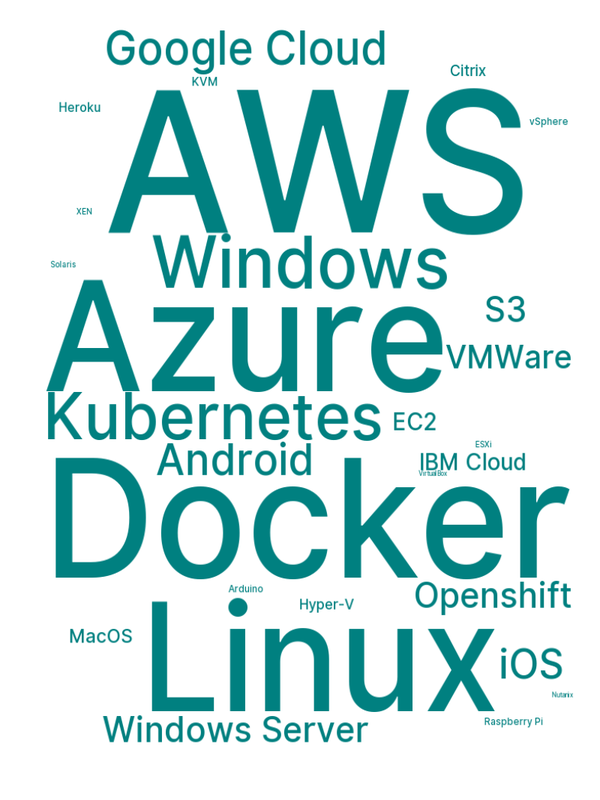 Google Cloud
Citrix
KVM
Heroku
AWS
vSphere
XEN
Windows
Solaris
Azure
S3
VMWare
Kubernetes
EC2
ESXi
Android
IBM Cloud
VirtualBox
Docker
Arduino
Openshift
Hyper-V
Linux
MacOS
iOS
Nutanix
Raspberry Pi
Windows Server